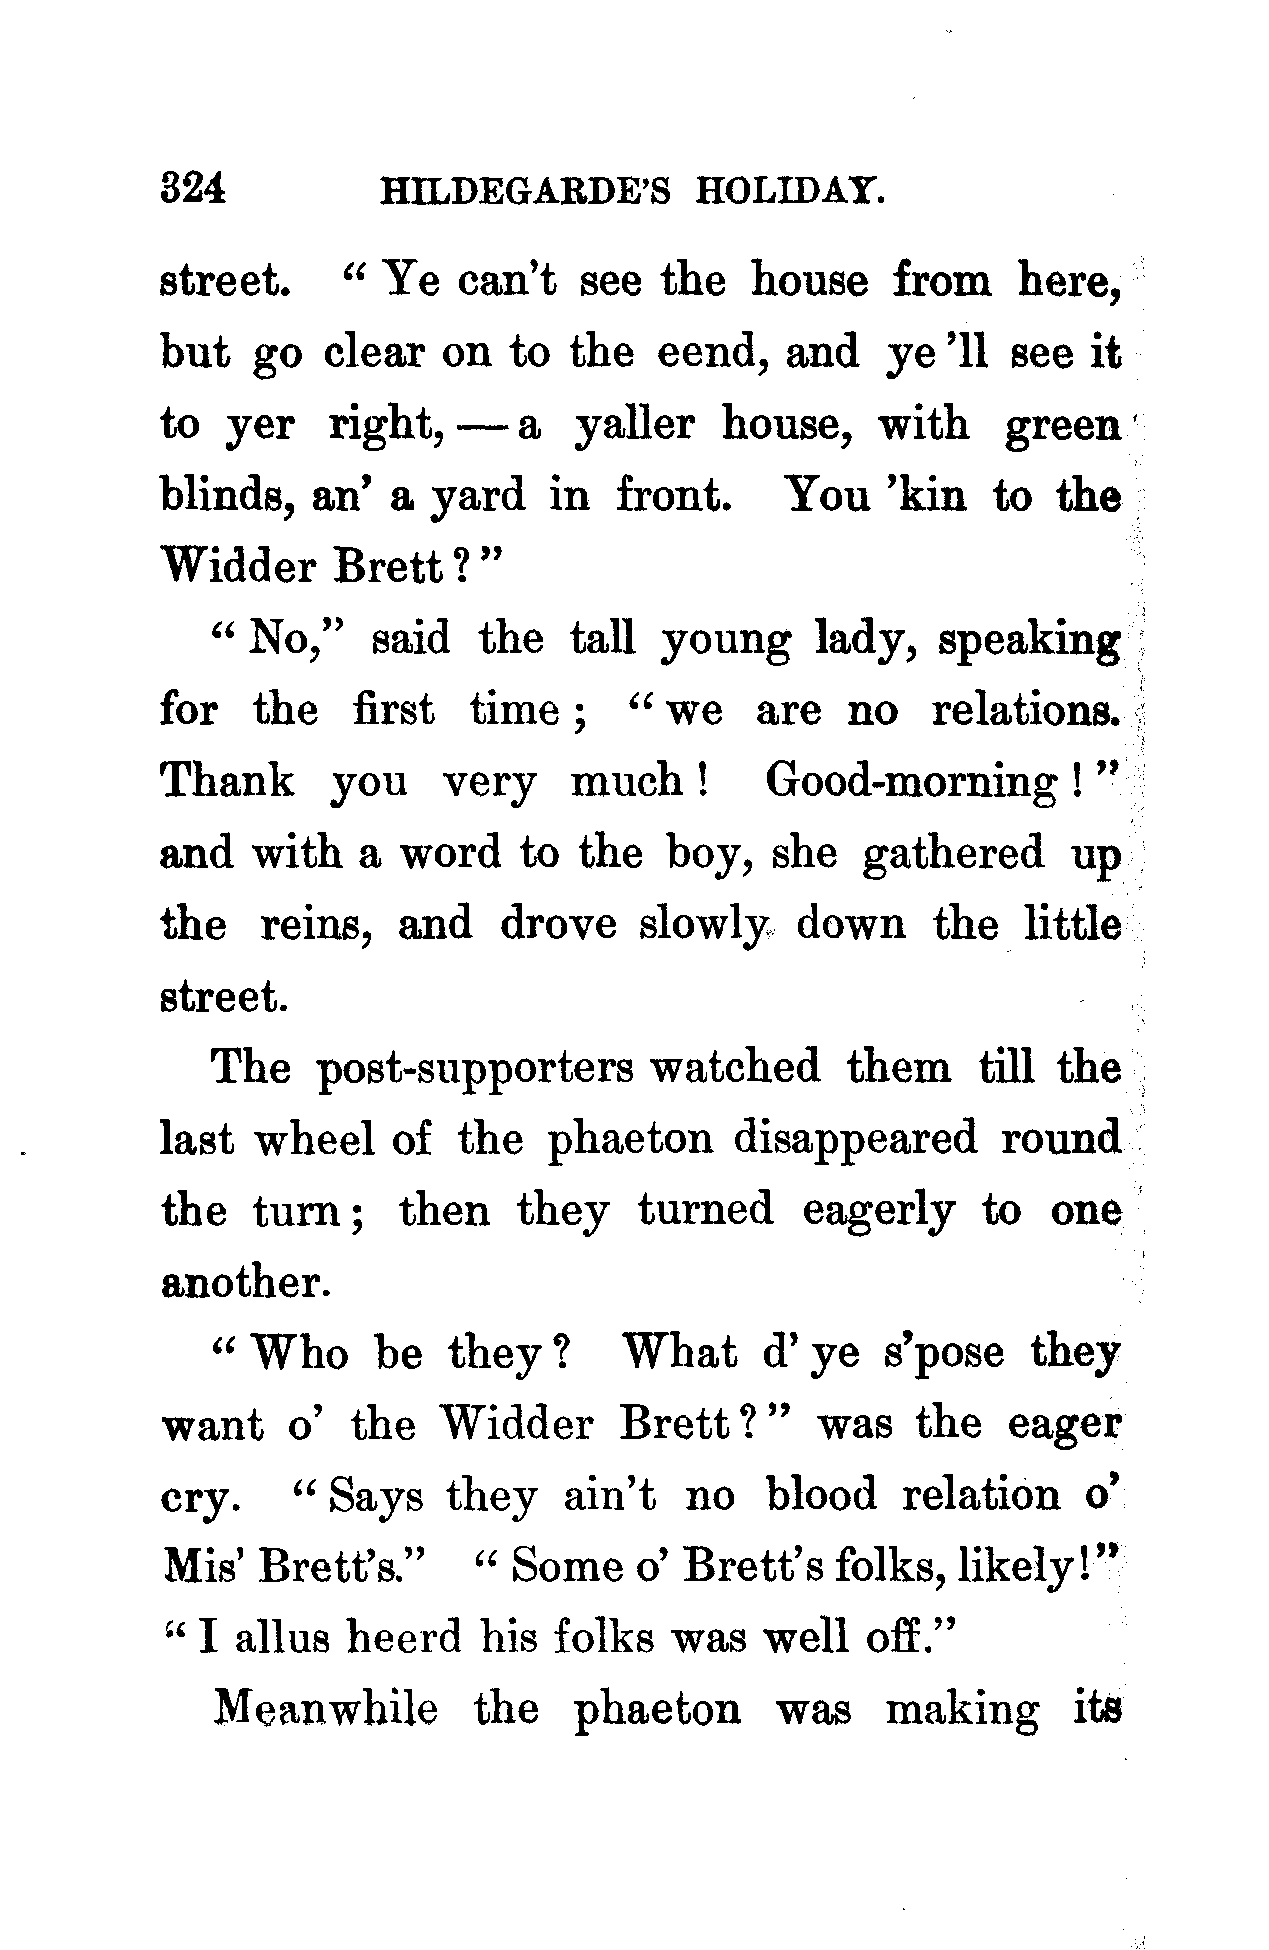 324 HILDEGARDE'S HOLIDAY.
street. “ Ye can't see the house from here,
but go clear on to the eend, and ye 'll see it
to yer right, — a yaller house, with green
blinds, an' a yard in front. You 'kin to the
Widder Brett ? ”
“ No,” said the tall young lady, speaking
for the first time ; “ we are no relations.
Thank you very much ! Good-morning ! ”
and with a word to the boy, she gathered up
the reins, and drove slowly down the little
street.
The post-supporters watched them till the
last wheel of the phaeton disappeared round
the turn ; then they turned eagerly to one
another.
“ Who be they ? What d' ye s'pose they
want o' the Widder Brett ? ” was the eager
cry. “ Says they ain't no blood relation o'
Mis' Brett's.” “ Some o' Brett's folks, likely!”
“ I allus heerd his folks was well off.”
Meanwhile the phaeton was making its